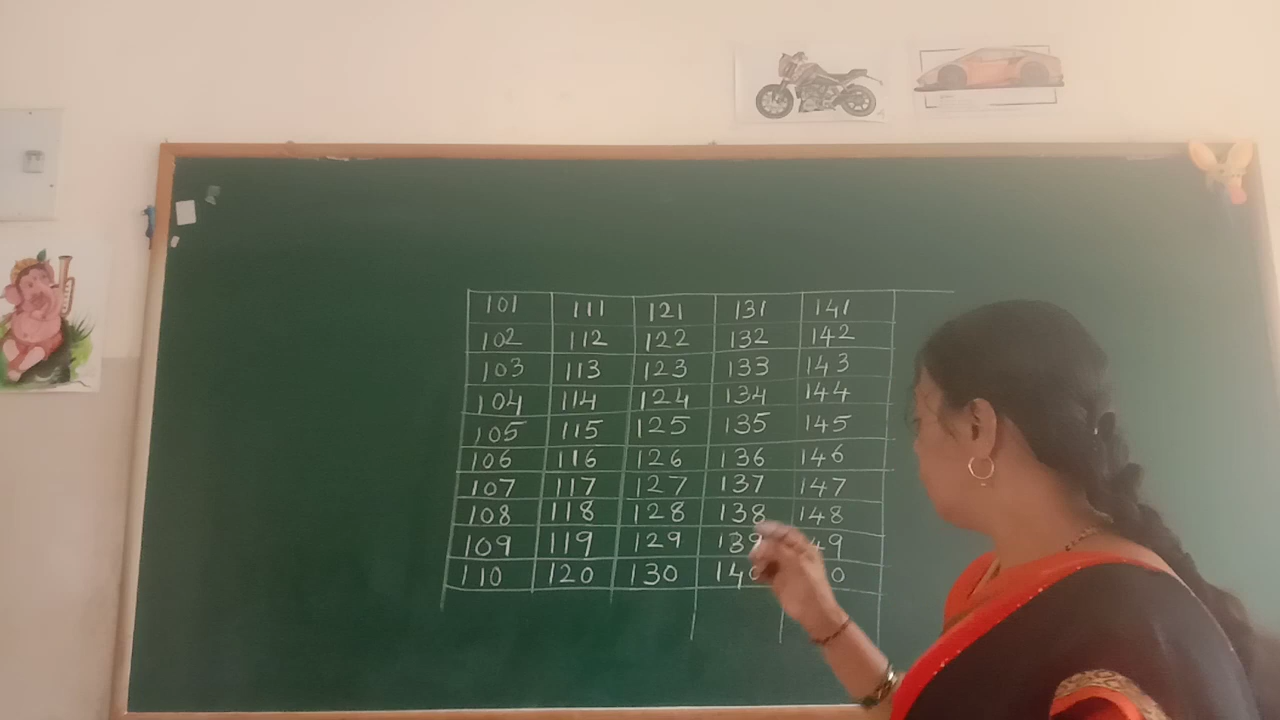 101 111 121 131 141
102 112 122 132 142
103 113 123 133 143
104 114 124 134 144
105 115 125 135 145
106 116 126 136 146
107 117 127 137 147
108 118 128 138 148
109 119 129 139
110 120 130 140